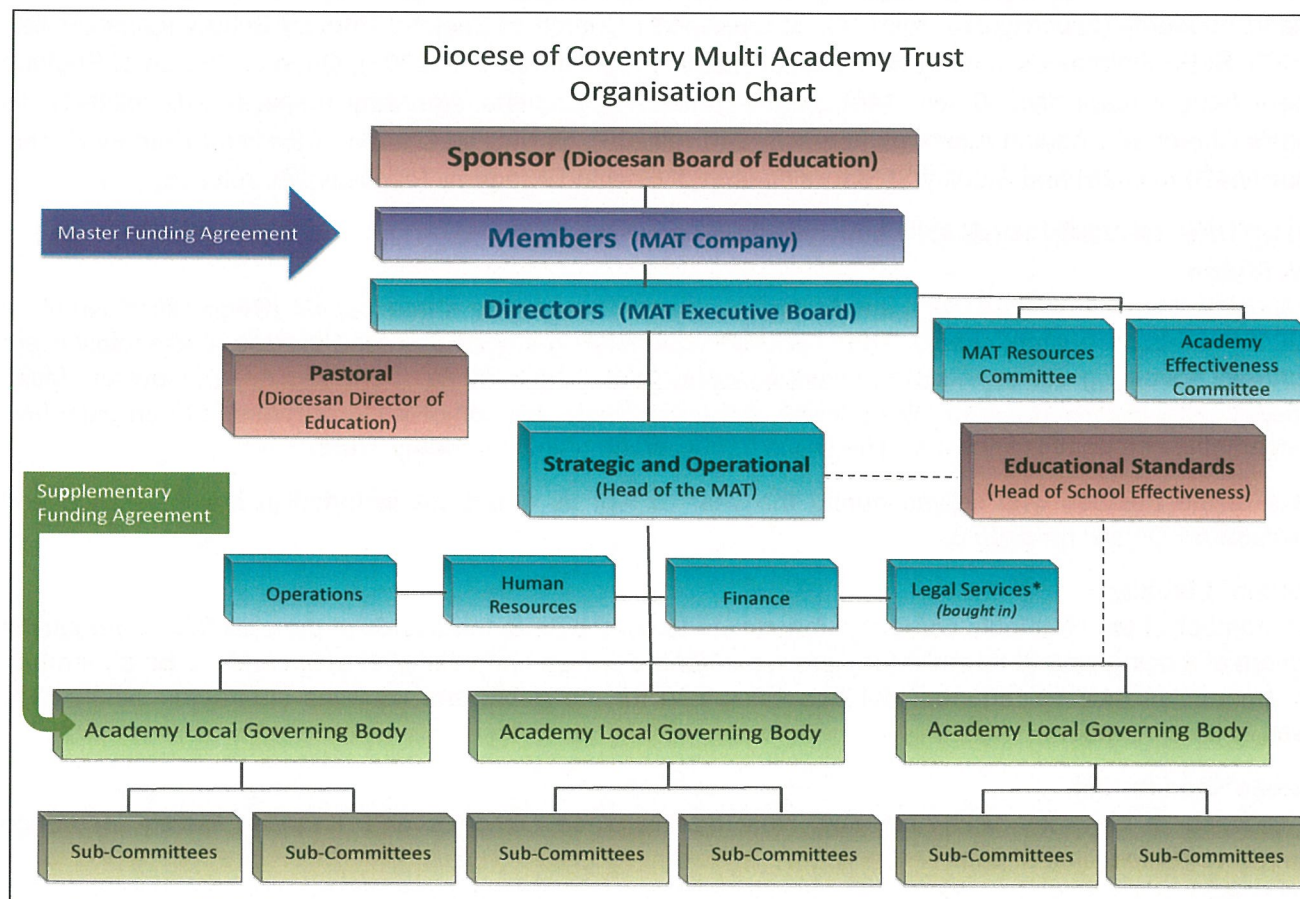 Diocese of Coventry Multi Academy Trust
Organisation Chart
Sponsor (Diocesan Board of Education)
Master Funding Agreement
Members (MAT Company)
Directors (MAT Executive Board)
MAT Resources
Committee
Academy
Effectiveness
Committee
Pastoral
(Diocesan Director of
Education)
Strategic and Operational
(Head of the MAT)
Educational Standards
(Head of School Effectiveness)
Supplementary
Funding Agreement
Operations
Human
Resources
Finance
Legal Services*
(bought in)
Academy Local Governing Body
Academy Local Governing Body
Academy Local Governing Body
Sub-Committees
Sub-Committees
Sub-Committees
Sub-Committees
Sub-Committees
Sub-Committees